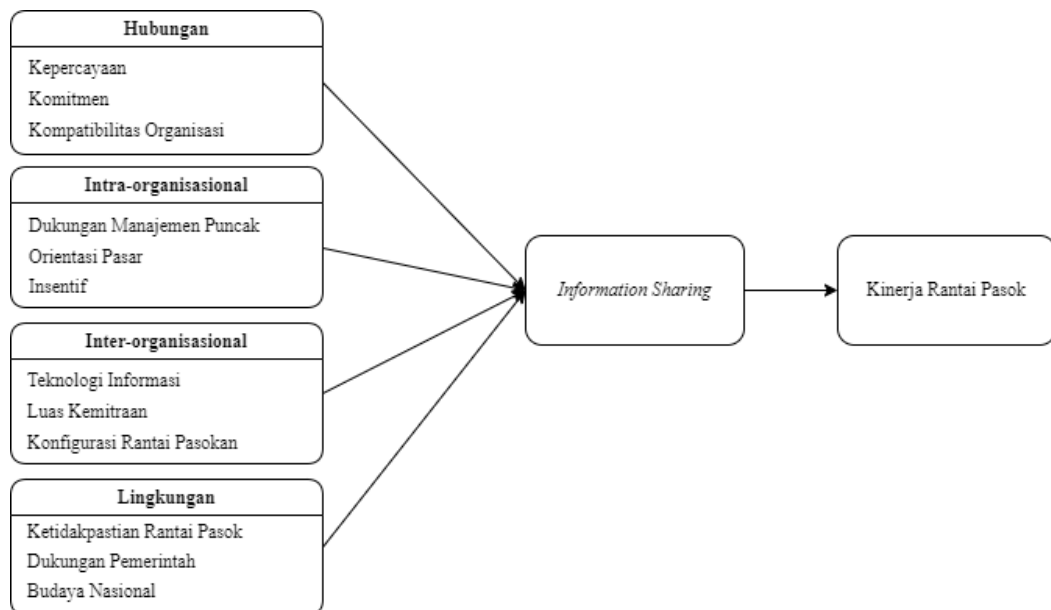 Hubungan
Kepercayaan
Komitmen
Kompatibilitas Organisasi
Intra-organisasional
Dukungan Manajemen Puncak
Orientasi Pasar
Insentif
Inter-organisasional
Teknologi Informasi
Luas Kemitraan
Konfigurasi Rantai Pasokan
Lingkungan
Ketidakpastian Rantai Pasok
Dukungan Pemerintah
Budaya Nasional
Information Sharing
Kinerja Rantai Pasok